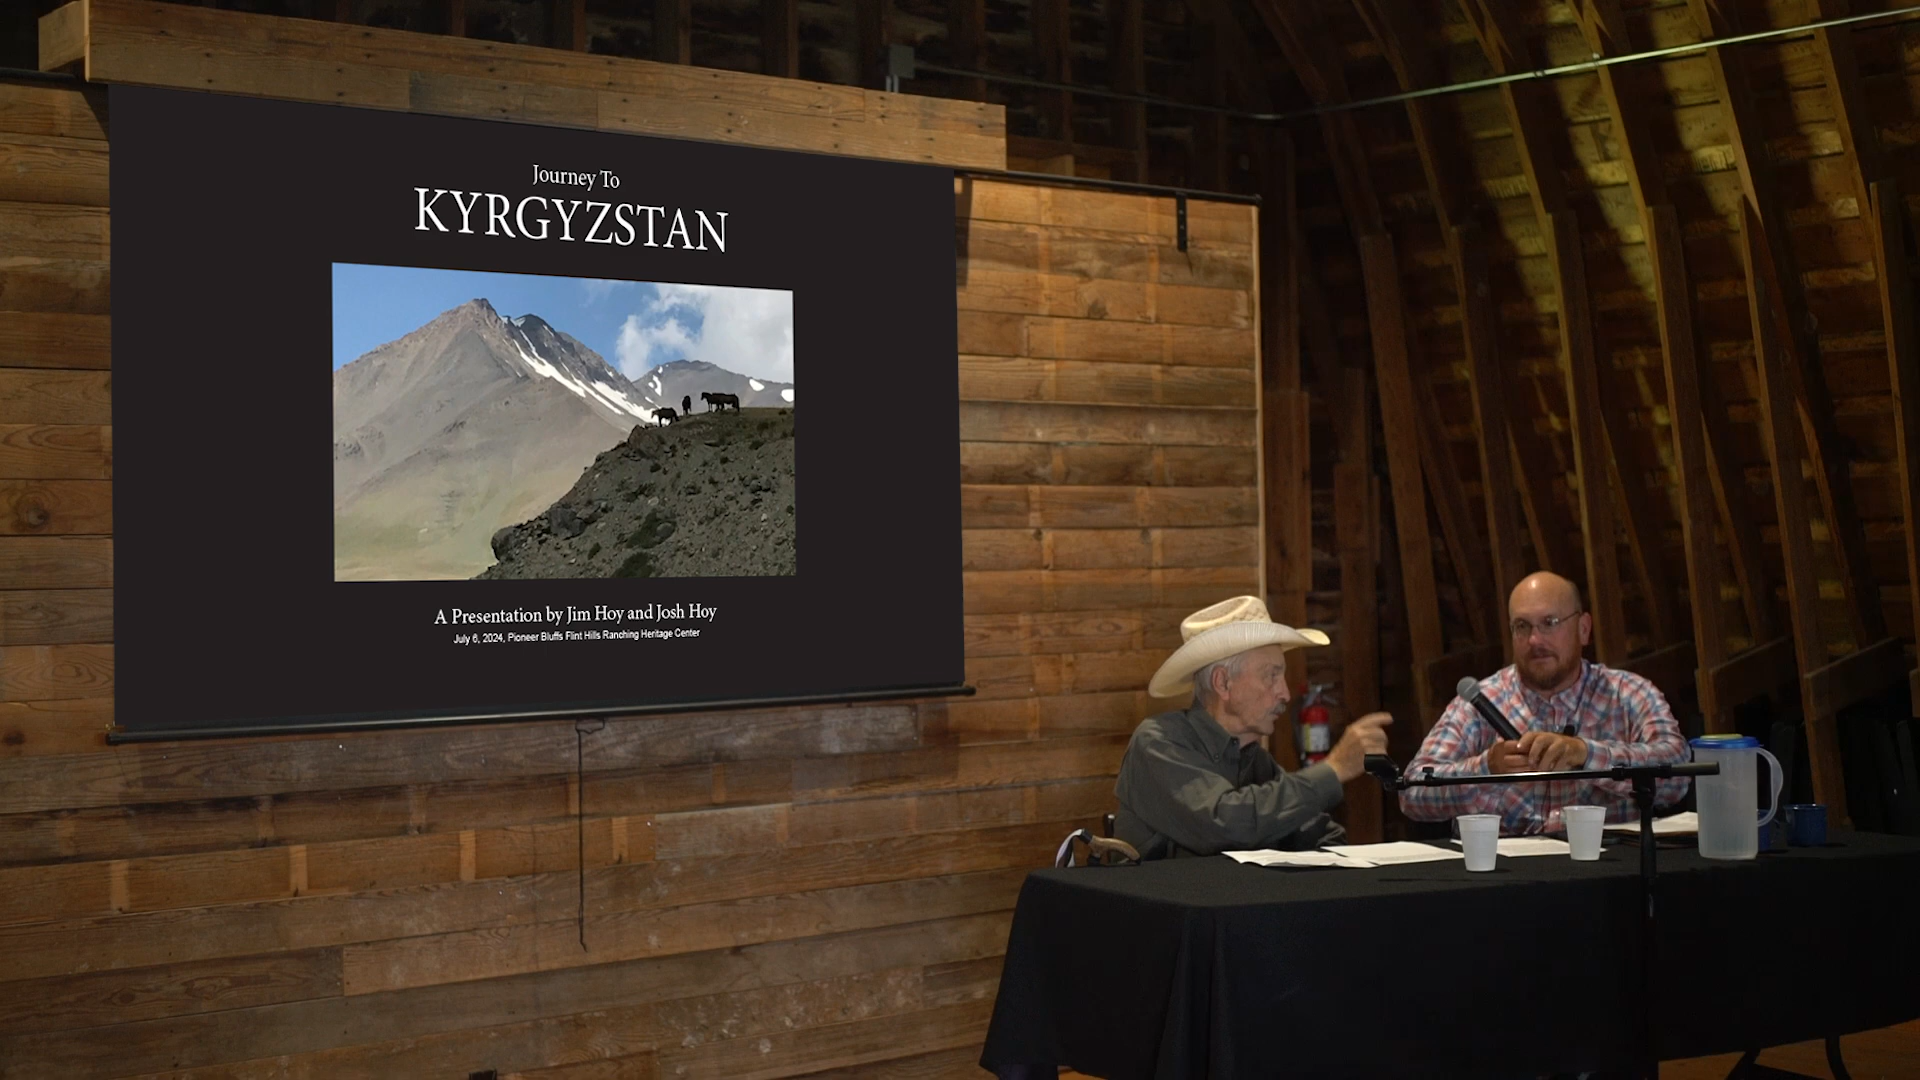 Journey To
KYRGYZSTAN
A Presentation by Jim Hoy and Josh Hoy
July 6, 2024, Pioneer Bluffs Flint Hills Ranching Heritage Center